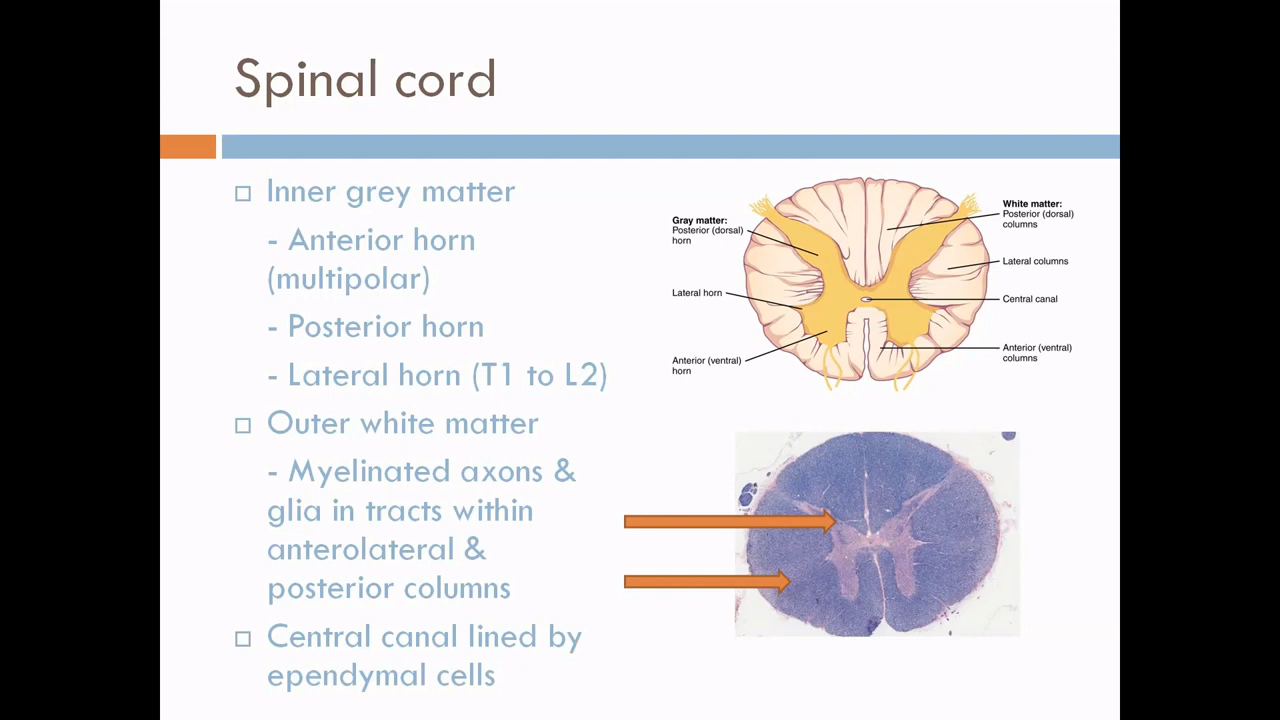 Spinal cord
Inner grey matter
- Anterior horn
(multipolar)
- Posterior horn
- Lateral horn (T1 to L2)
Outer white matter
- Myelinated axons &
glia in tracts within
anterolateral &
posterior columns
Central canal lined by
ependymal cells
Gray matter:
Posterior (dorsal)
horn
Lateral horn
Anterior (ventral)
horn
White matter:
Posterior (dorsal)
columns
Lateral columns
Central canal
Anterior (ventral)
columns